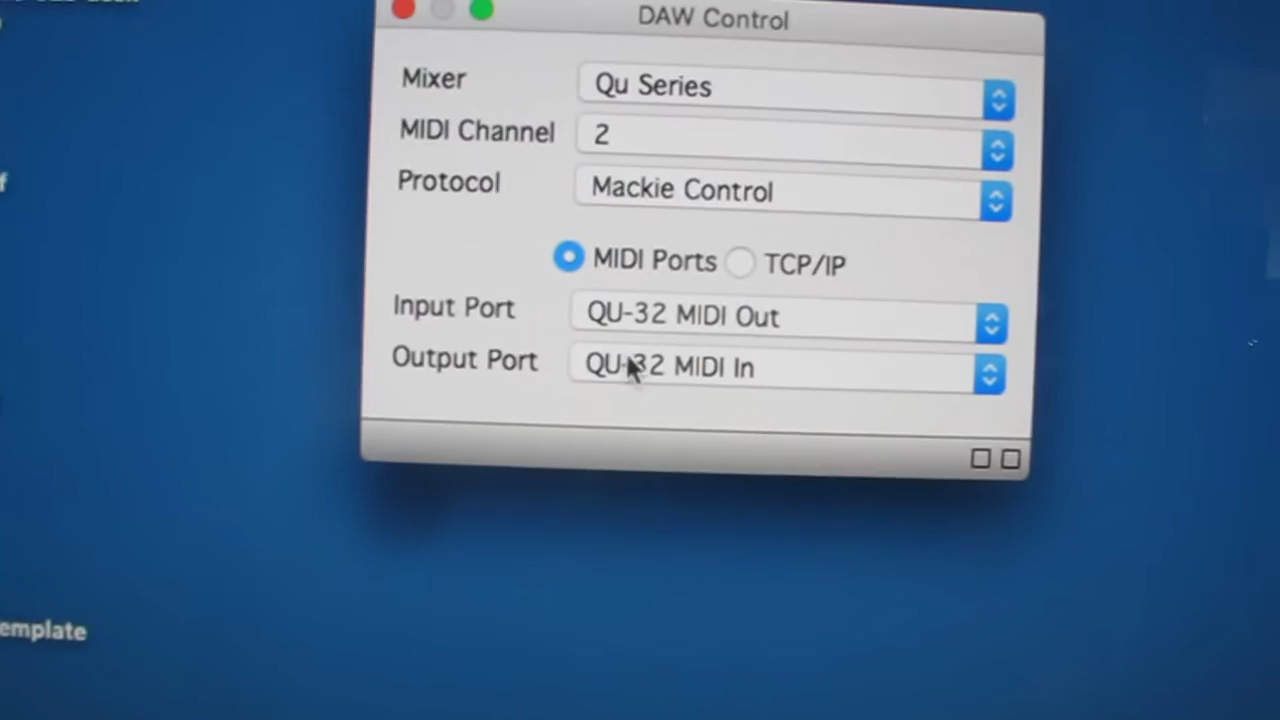 DAW Control
Mixer Qu Series
MIDI Channel 2
Protocol Mackie Control
MIDI Ports TCP/IP
Input Port QU-32 MIDI Out
Output Port QU-32 MIDI In
emplate